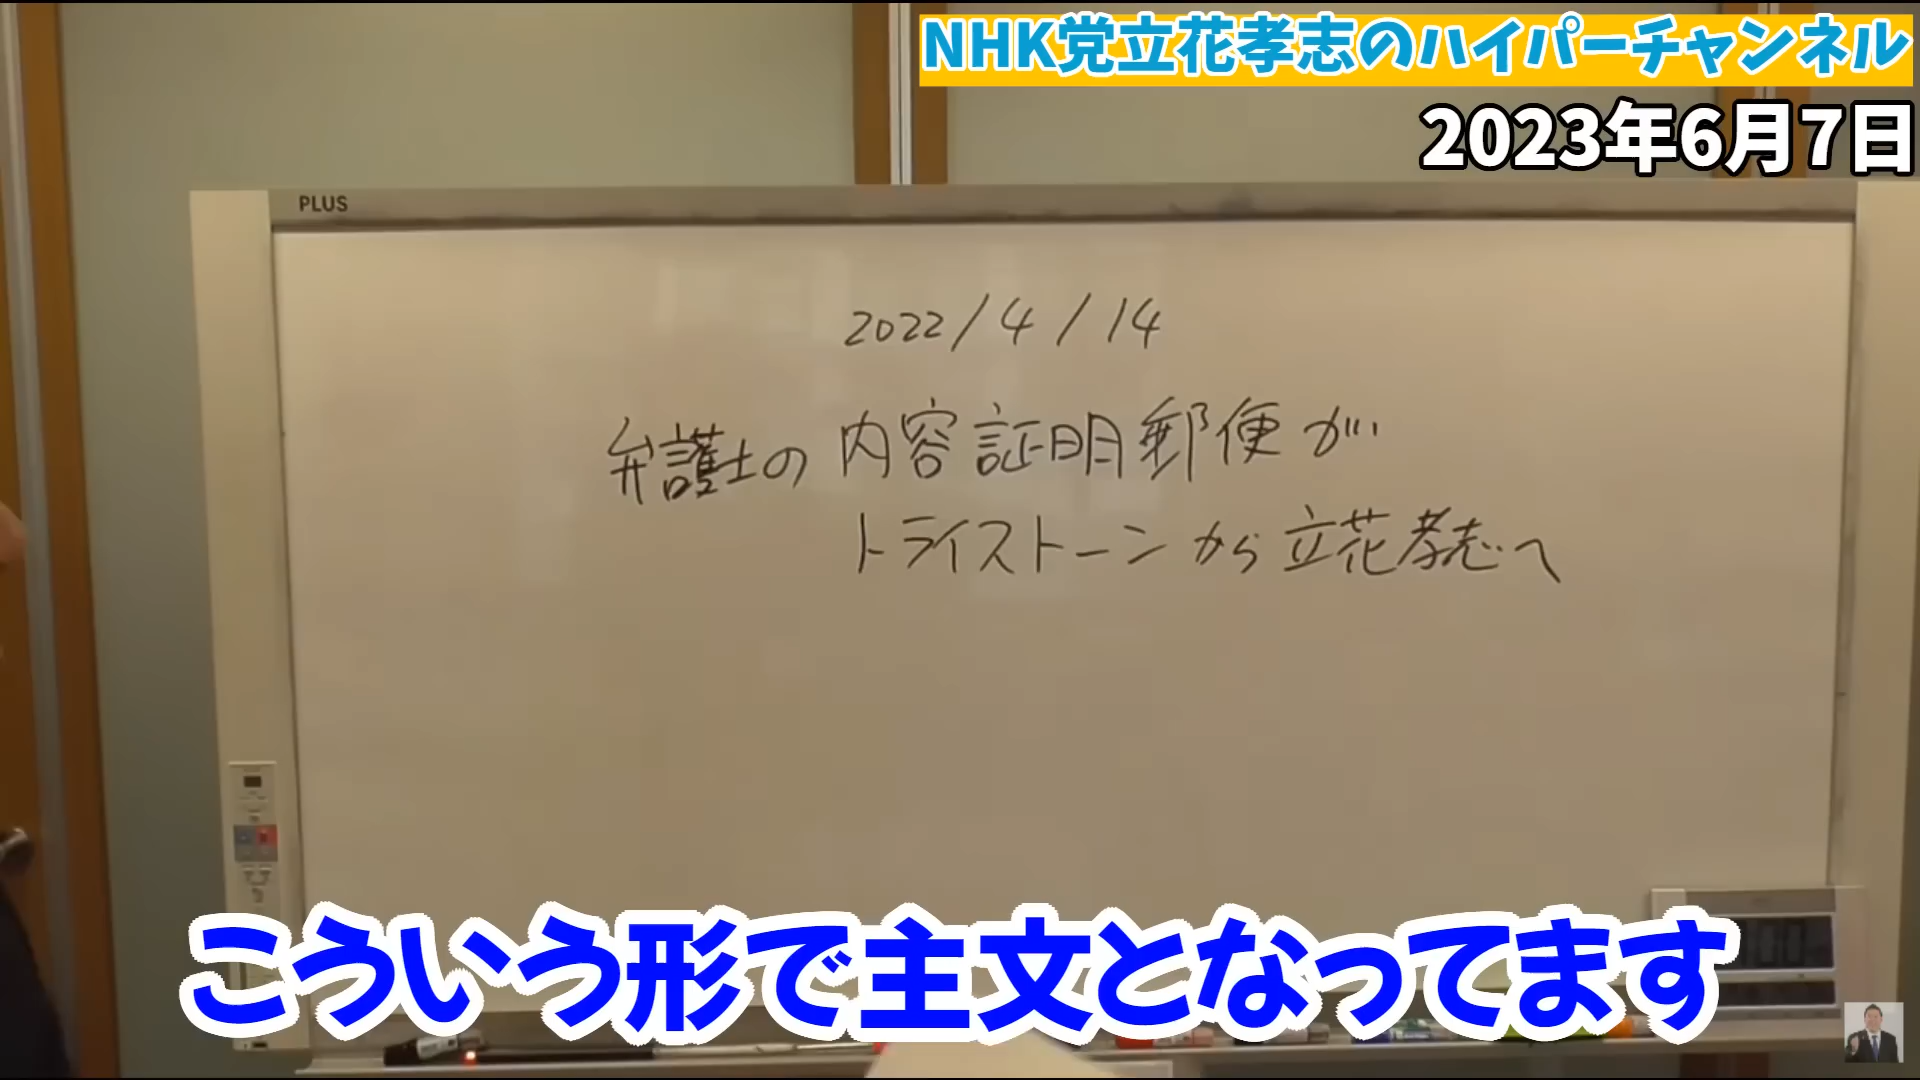 NHK党立花孝志のハイパーチャンネル
2023年6月7日
PLUS
2022/4/14
弁護士の内容証明郵便が
トライストーンから立花孝志へ
こういう形で主文となってます